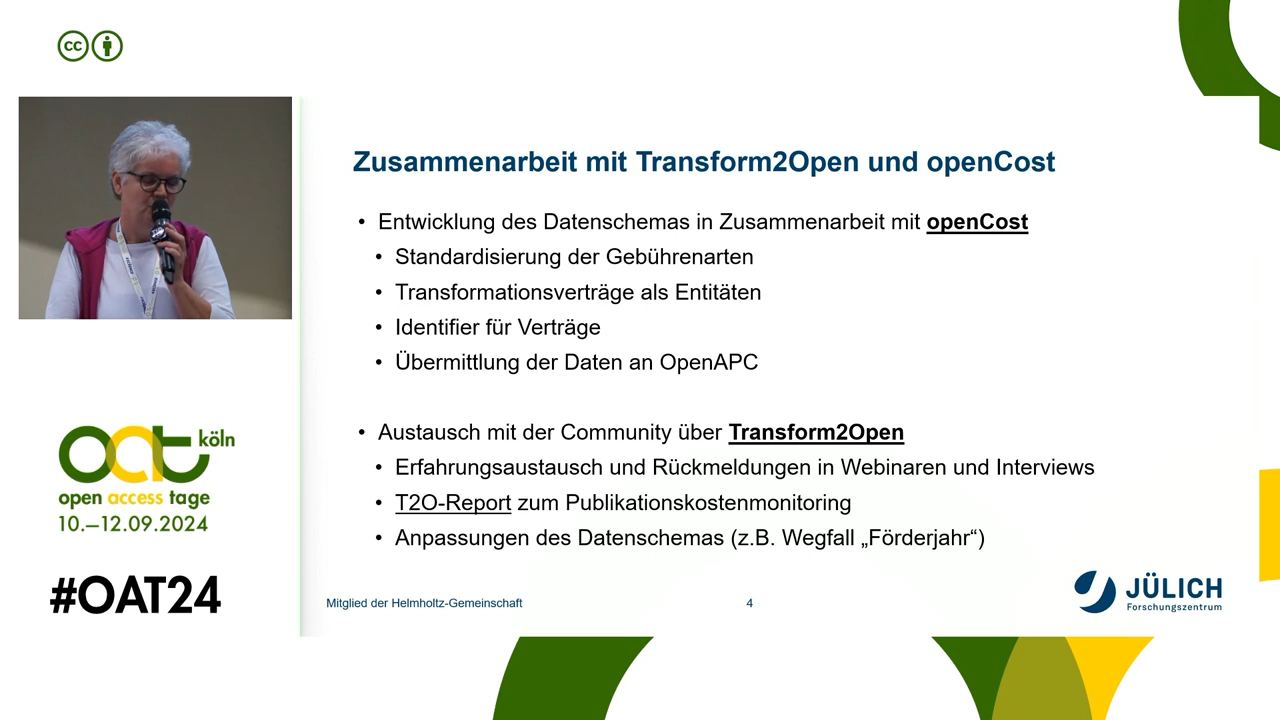 cc
Zusammenarbeit mit Transform2Open und openCost
• Entwicklung des Datenschemas in Zusammenarbeit mit openCost
• Standardisierung der Gebührenarten
• Transformationsverträge als Entitäten
• Identifier für Verträge
• Übermittlung der Daten an OpenAPC
• Austausch mit der Community über Transform2Open
• Erfahrungsaustausch und Rückmeldungen in Webinaren und Interviews
• T2O-Report zum Publikationskostenmonitoring
• Anpassungen des Datenschemas (z.B. Wegfall „Förderjahr“)
Mitglied der Helmholtz-Gemeinschaft
4
JÜLICH
Forschungszentrum
oat köln
open access tage
10.–12.09.2024
#OAT24